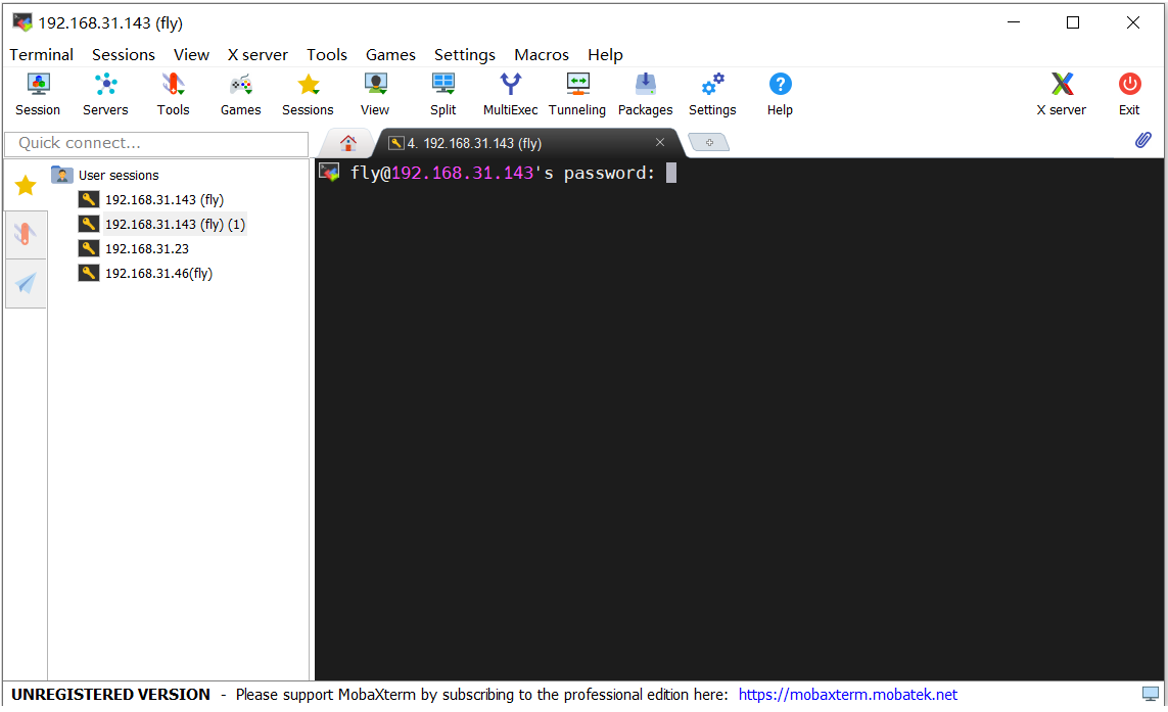 192.168.31.143 (fly)
Terminal Sessions View X server Tools Games Settings Macros Help
Session Servers Tools Games Sessions View Split MultiExec Tunneling Packages Settings Help X server Exit
Quick connect...
4. 192.168.31.143 (fly)
User sessions
192.168.31.143 (fly)
192.168.31.143 (fly) (1)
192.168.31.23
192.168.31.46(fly)
fly@192.168.31.143's password:
UNREGISTERED VERSION - Please support MobaXterm by subscribing to the professional edition here: https://mobaxterm.mobatek.net